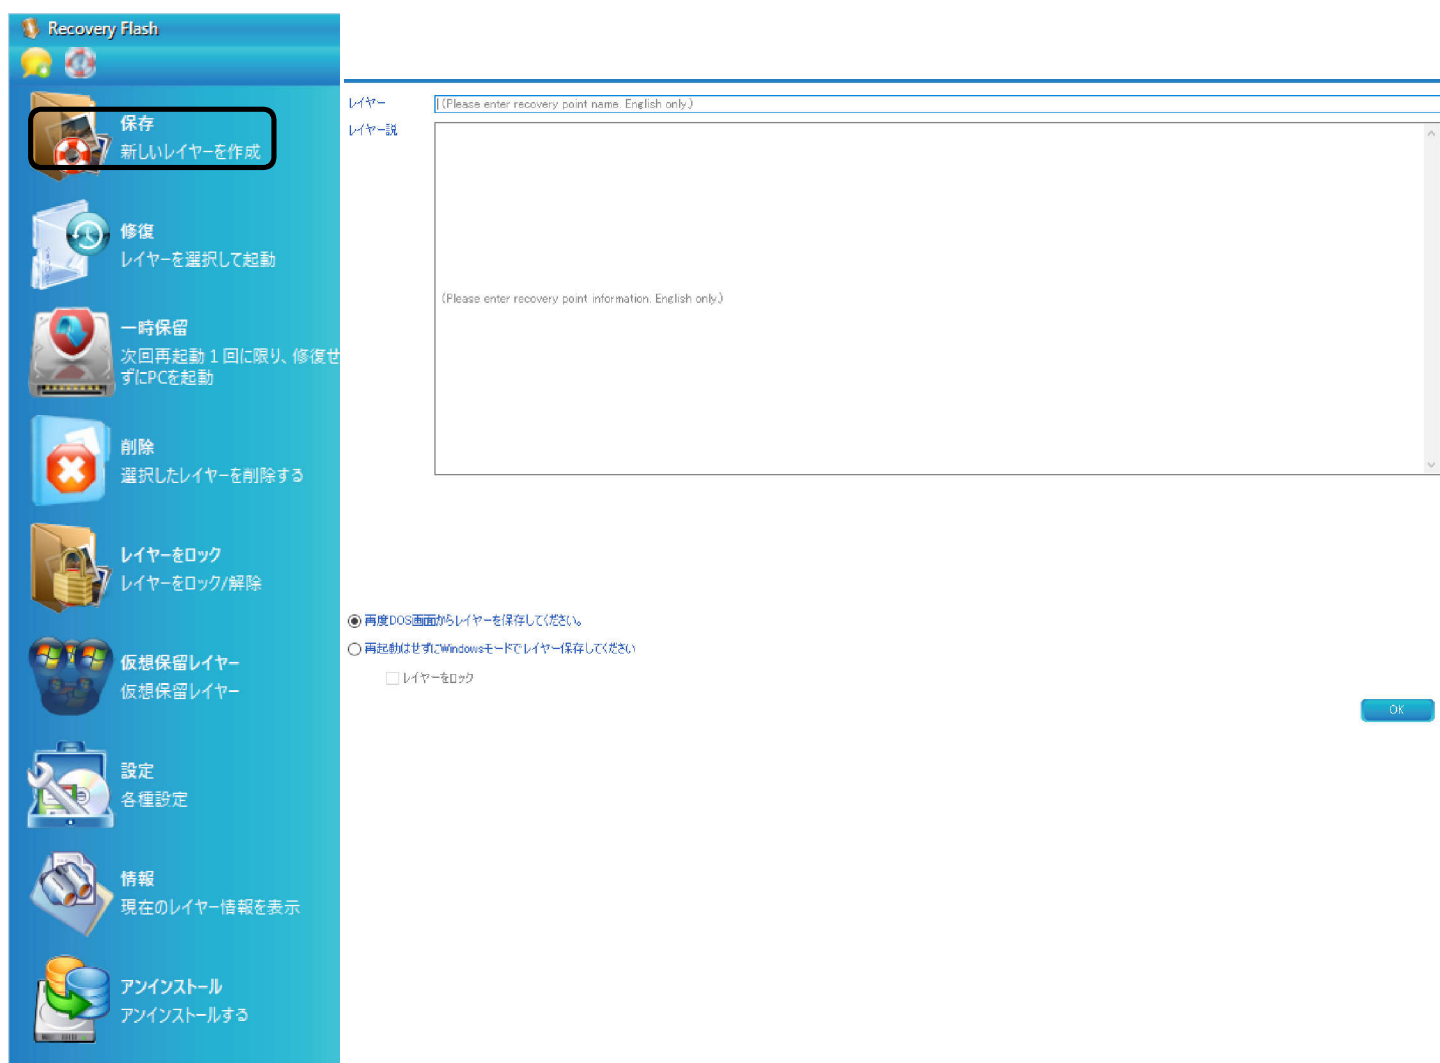 Recovery Flash
保存
新しいレイヤーを作成
修復
レイヤーを選択して起動
一時保留
次回再起動1回に限り、修復せ
ずにPCを起動
削除
選択したレイヤーを削除する
レイヤーをロック
レイヤーをロック/解除
仮想保留レイヤー
仮想保留レイヤー
設定
各種設定
情報
現在のレイヤー情報を表示
アンインストール
アンインストールする
レイヤー
(Please enter recovery point name. English only.)
レイヤー説
(Please enter recovery point information. English only.)
再度DOS画面からレイヤーを保存してください。
再起動はせずにWindowsモードでレイヤー保存してください
レイヤーをロック
OK